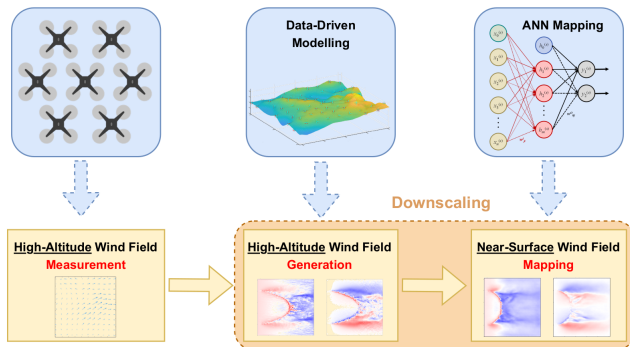 Data-Driven
Modelling
ANN Mapping
Downscaling
High-Altitude Wind Field
Measurement
High-Altitude Wind Field
Generation
Near-Surface Wind Field
Mapping